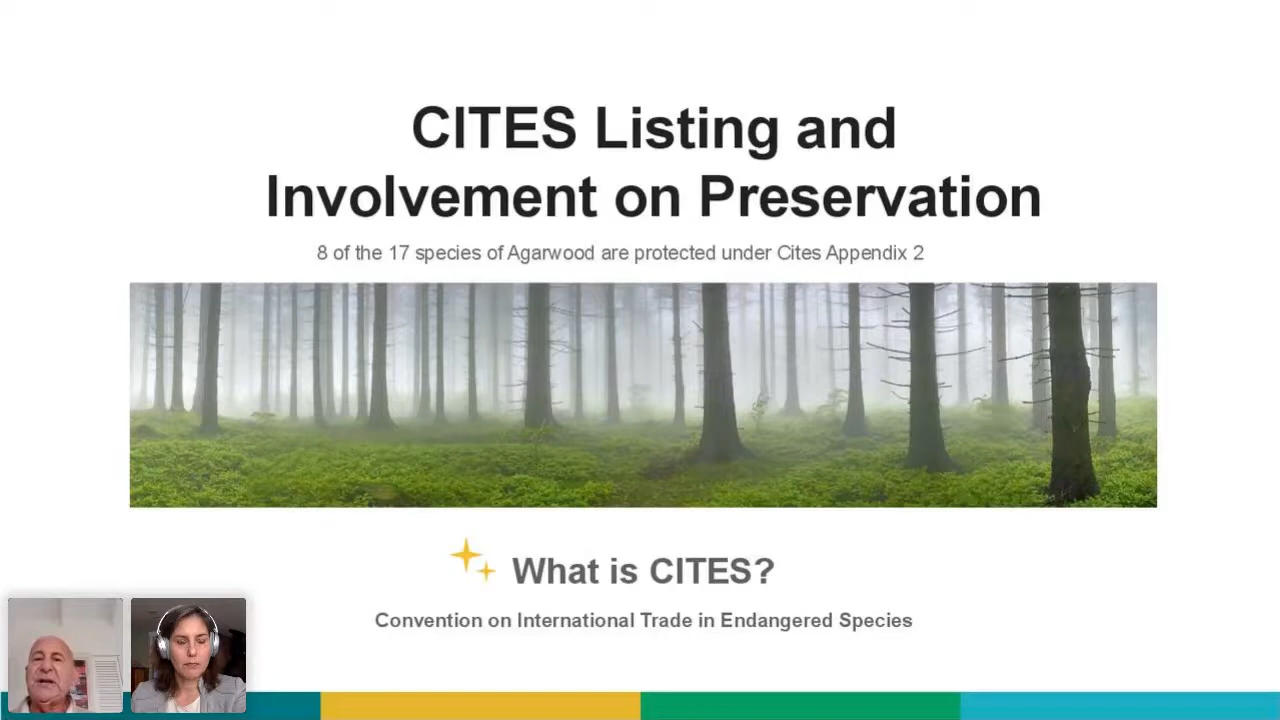 CITES Listing and
Involvement on Preservation
8 of the 17 species of Agarwood are protected under Cites Appendix 2
What is CITES?
Convention on International Trade in Endangered Species